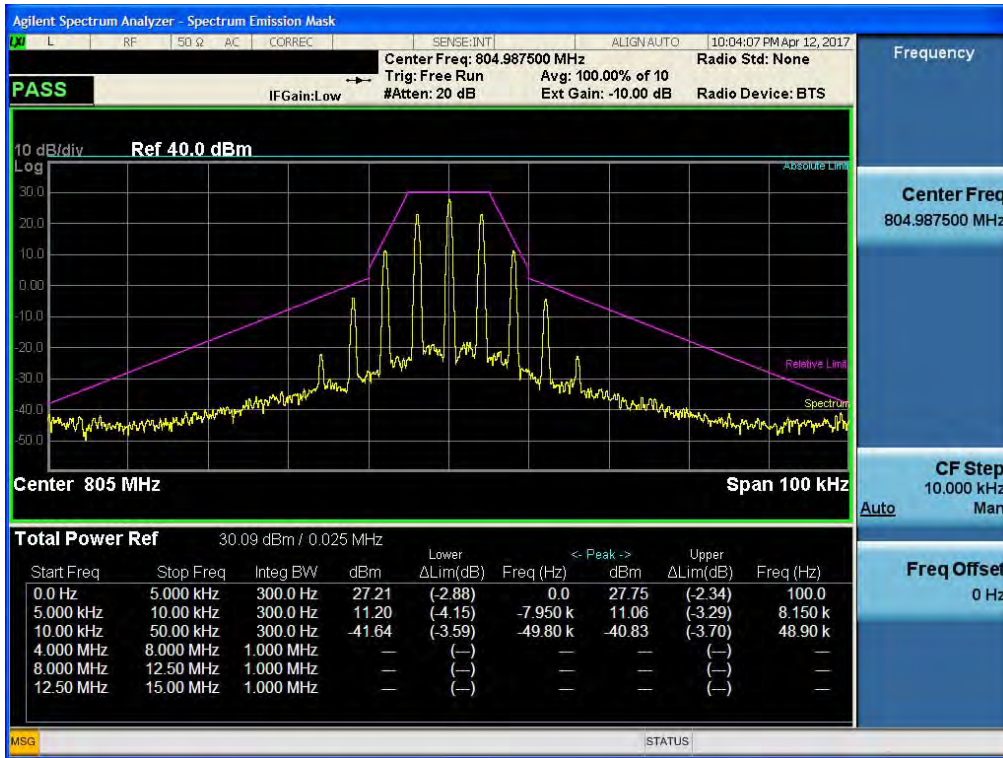 Agilent Spectrum Analyzer - Spectrum Emission Mask
LXI L RF 50 Ω AC CORREC SENSE:INT ALIGN AUTO 10:04:07 PM Apr 12, 2017
Center Freq: 804.987500 MHz Radio Std: None
Trig: Free Run Avg: 100.00% of 10
PASS IFGain:Low #Atten: 20 dB Ext Gain: -10.00 dB Radio Device: BTS
10 dB/div Ref 40.0 dBm
Log
Absolute Limit
30.0
20.0
10.0
0.00
-10.0
-20.0
Relative Limit
-30.0
Spectrum
-40.0
-50.0
Center 805 MHz Span 100 kHz
Total Power Ref 30.09 dBm / 0.025 MHz
Lower <- Peak -> Upper
Start Freq Stop Freq Integ BW dBm ΔLim(dB) Freq (Hz) dBm ΔLim(dB) Freq (Hz)
0.0 Hz 5.000 kHz 300.0 Hz 27.21 (-2.88) 0.0 27.75 (-2.34) 100.0
5.000 kHz 10.00 kHz 300.0 Hz 11.20 (-4.15) -7.950 k 11.06 (-3.29) 8.150 k
10.00 kHz 50.00 kHz 300.0 Hz -41.64 (-3.59) -49.80 k -40.83 (-3.70) 48.90 k
4.000 MHz 8.000 MHz 1.000 MHz — (—) — — (—) —
8.000 MHz 12.50 MHz 1.000 MHz — (—) — — (—) —
12.50 MHz 15.00 MHz 1.000 MHz — (—) — — (—) —
MSG STATUS
Frequency
Center Freq
804.987500 MHz
CF Step
10.000 kHz
Auto Man
Freq Offset
0 Hz